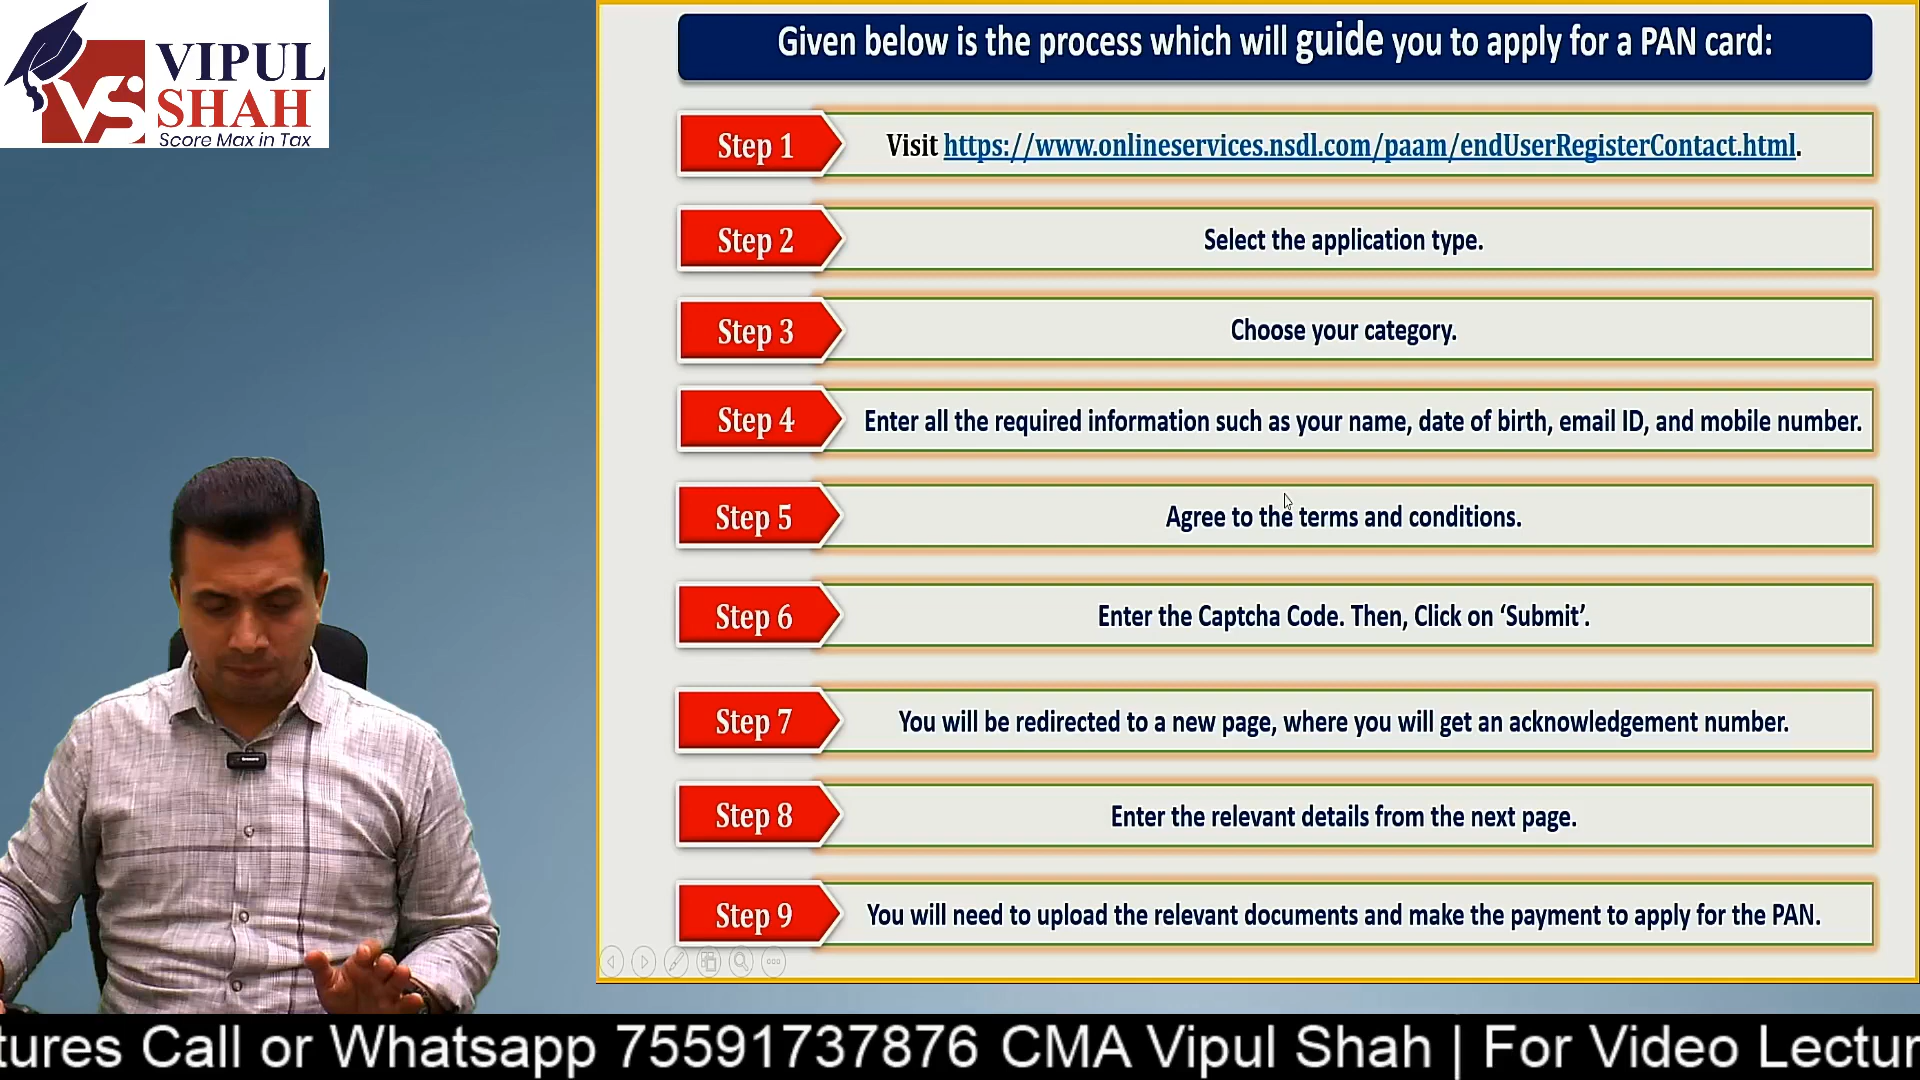 VIPUL
SHAH
Score Max in Tax
Given below is the process which will guide you to apply for a PAN card:
Step 1
Visit https://www.onlineservices.nsdl.com/paam/endUserRegisterContact.html.
Step 2
Select the application type.
Step 3
Choose your category.
Step 4
Enter all the required information such as your name, date of birth, email ID, and mobile number.
Step 5
Agree to the terms and conditions.
Step 6
Enter the Captcha Code. Then, Click on ‘Submit’.
Step 7
You will be redirected to a new page, where you will get an acknowledgement number.
Step 8
Enter the relevant details from the next page.
Step 9
You will need to upload the relevant documents and make the payment to apply for the PAN.
tures Call or Whatsapp 75591737876 CMA Vipul Shah | For Video Lectur